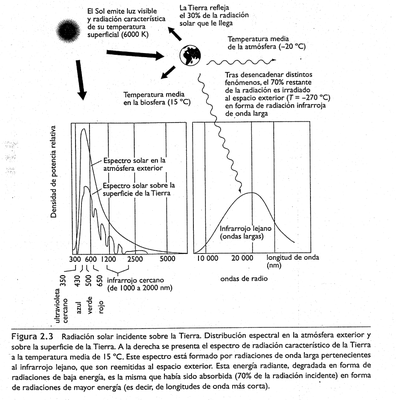 El Sol emite luz visible
y radiación característica
de su temperatura
superficial (6000 K)
La Tierra refleja
el 30% de la radiación
solar que le llega
Temperatura media
de la atmósfera (–20 °C)
Temperatura media
en la biosfera (15 °C)
Tras desencadenar distintos
fenómenos, el 70% restante
de la radiación es irradiado
al espacio exterior (T = –270 °C)
en forma de radiación infrarroja
de onda larga
Densidad de potencia relativa
Espectro solar en la
atmósfera exterior
Espectro solar sobre la
superficie de la Tierra
Infrarrojo lejano
(ondas largas)
300 600 1200 2500 5000
10 000 20 000 longitud de onda
(nm)
350 430 500 650
infrarrojo cercano
(de 1000 a 2000 nm)
ondas de radio
ultravioleta
cercano
azul
verde
rojo
Figura 2.3 Radiación solar incidente sobre la Tierra. Distribución espectral en la atmósfera exterior y
sobre la superficie de la Tierra. A la derecha se presenta el espectro de radiación característico de la Tierra
a la temperatura media de 15 °C. Este espectro está formado por radiaciones de onda larga pertenecientes
al infrarrojo lejano, que son reemitidas al espacio exterior. Esta energía radiante, degradada en forma de
radiaciones de baja energía, es la misma que había sido absorbida (70% de la radiación incidente) en forma
de radiaciones de mayor energía (es decir, de longitudes de onda más corta).